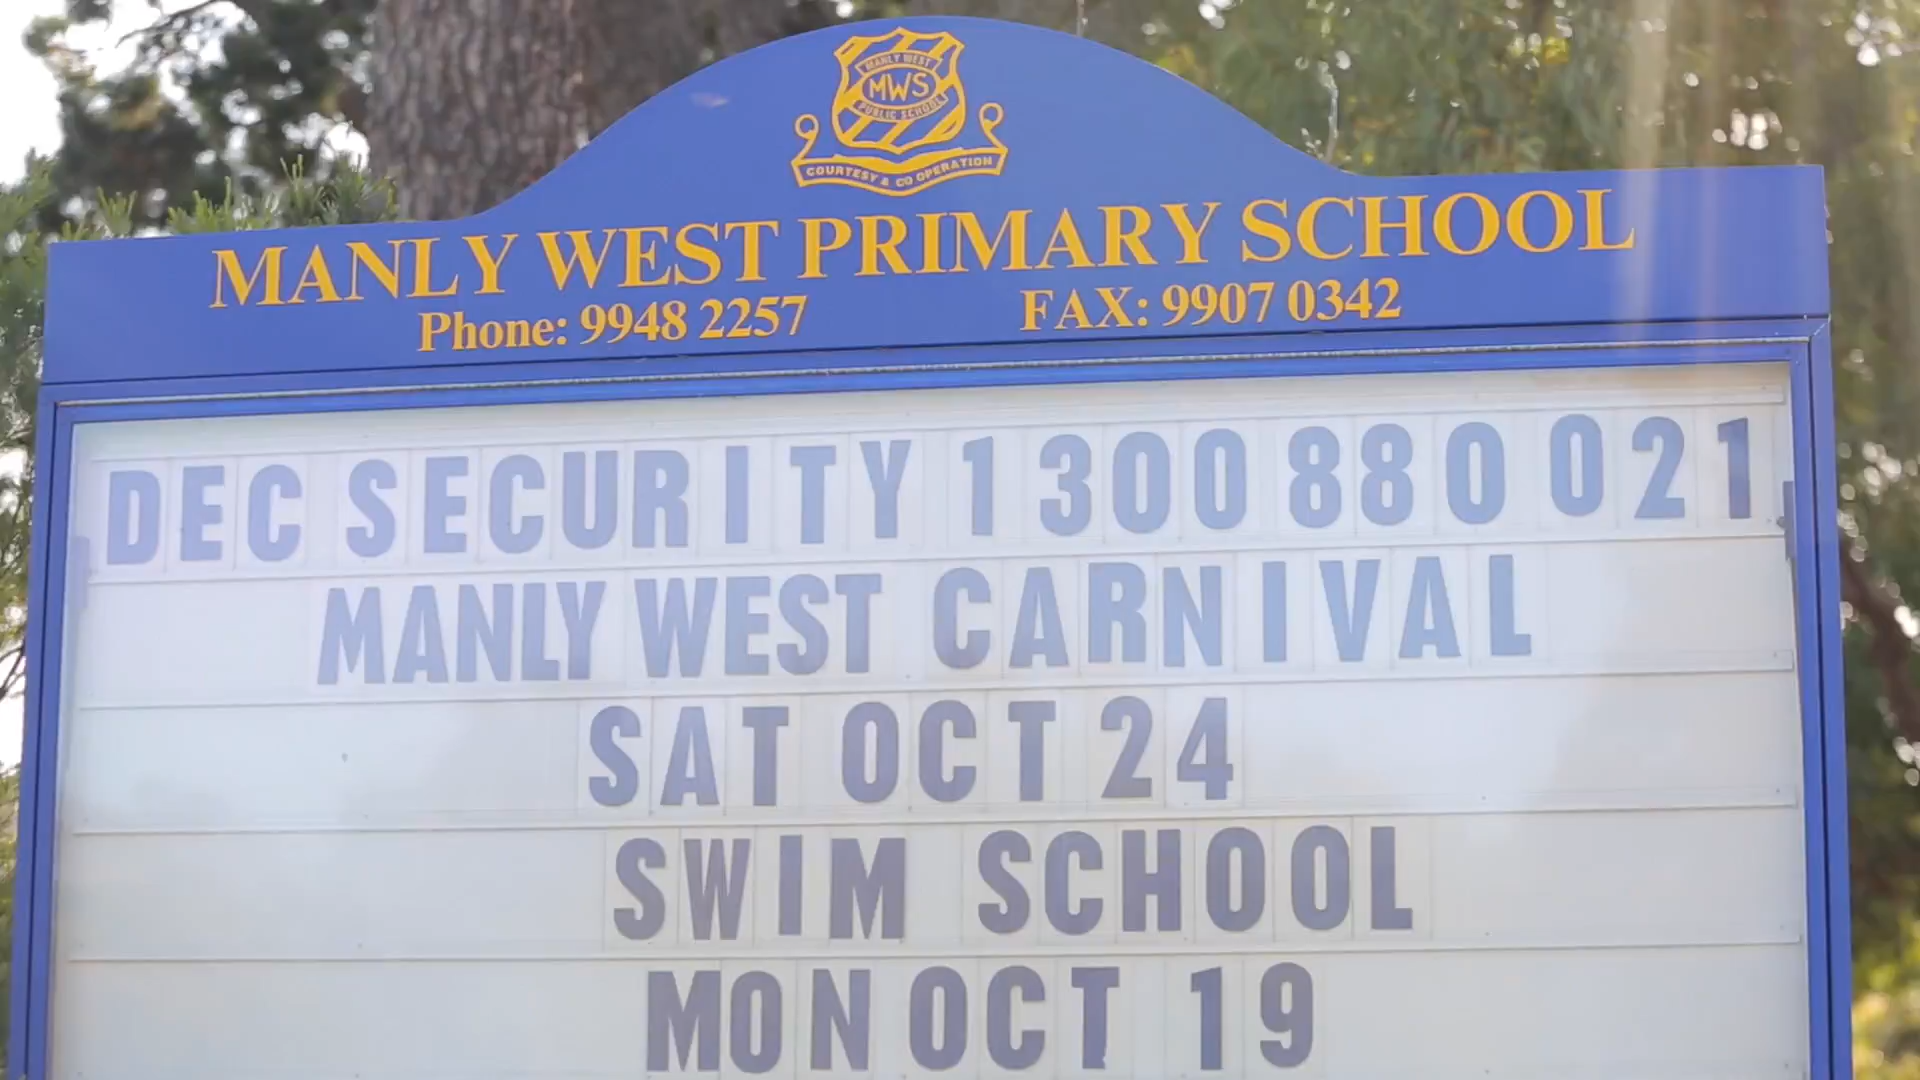 MANLY WEST
MWS
PUBLIC SCHOOL
COURTESY & CO OPERATION
MANLY WEST PRIMARY SCHOOL
Phone: 9948 2257 FAX: 9907 0342
DEC SECURITY 1300 880 021
MANLY WEST CARNIVAL
SAT OCT 24
SWIM SCHOOL
MON OCT 19